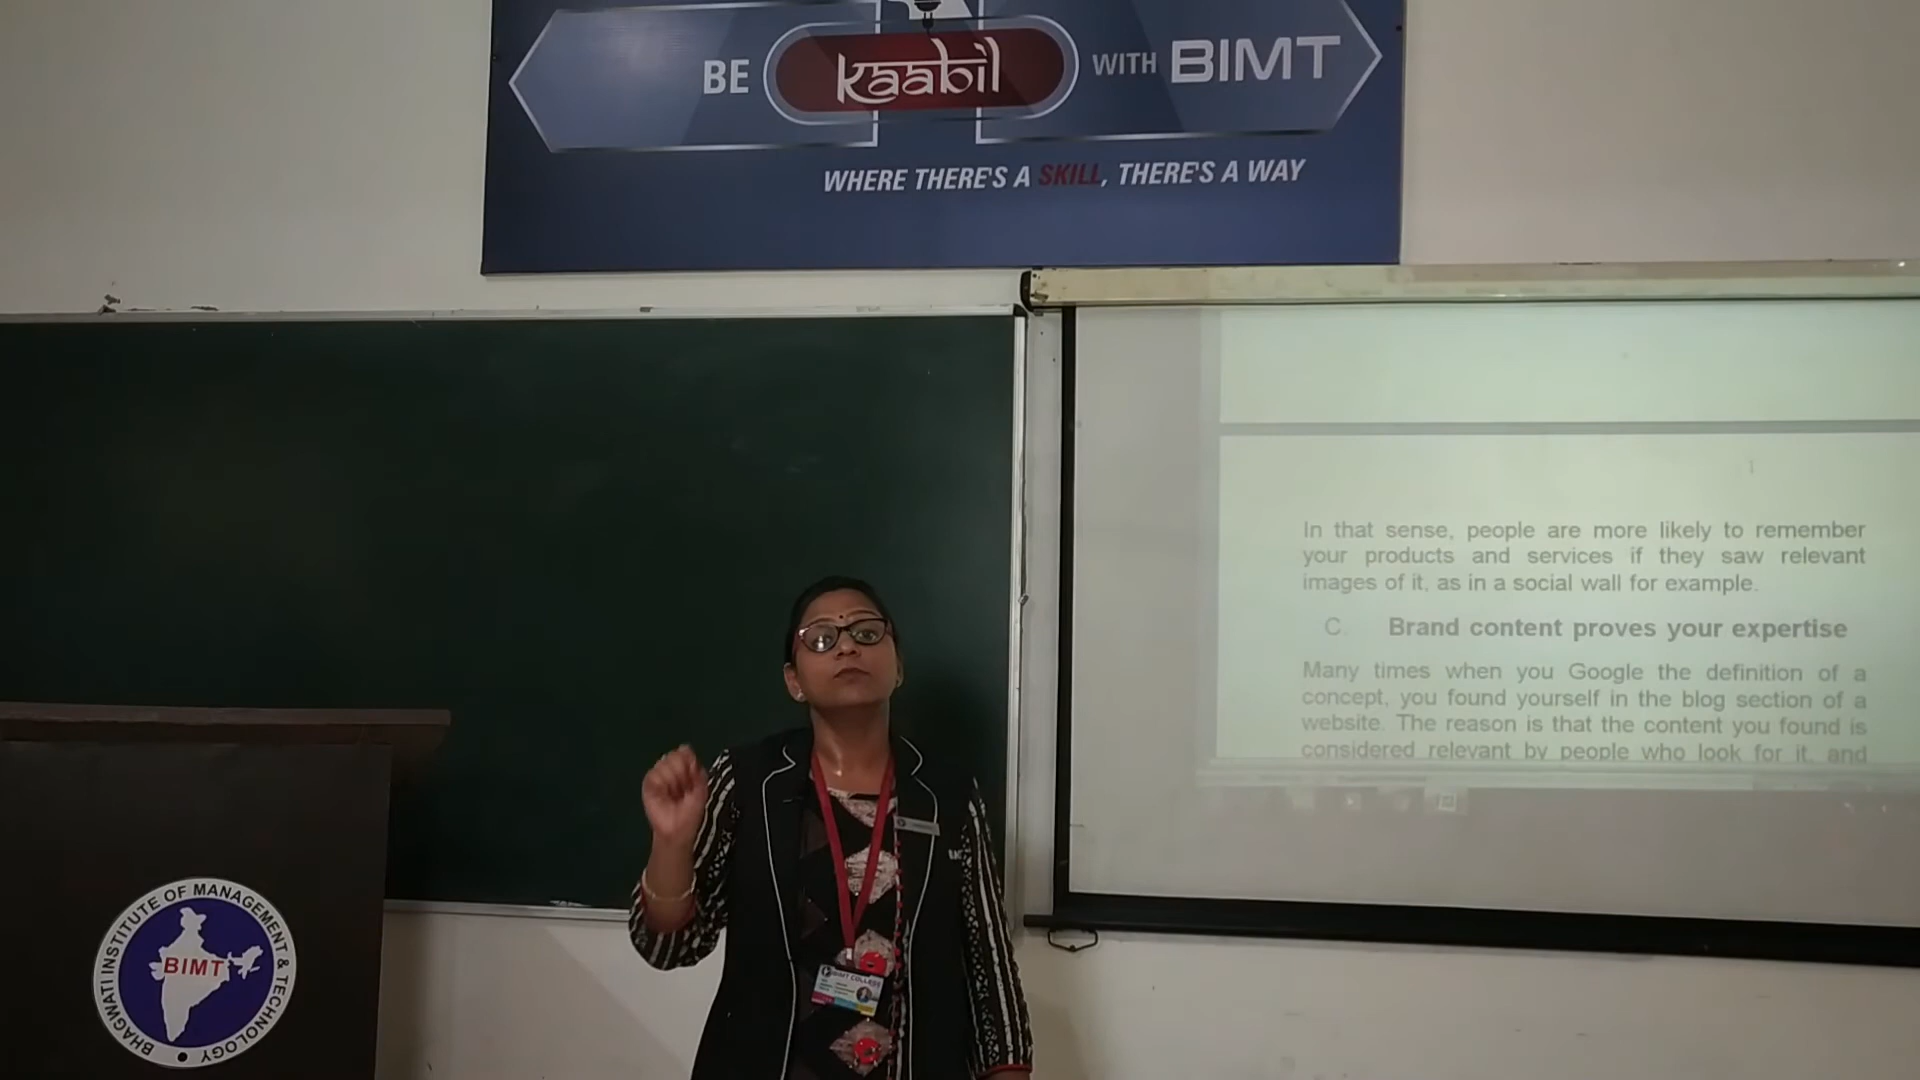 BE kaabil WITH BIMT
WHERE THERE'S A SKILL, THERE'S A WAY
In that sense, people are more likely to remember
your products and services if they saw relevant
images of it, as in a social wall for example.
C. Brand content proves your expertise
Many times when you Google the definition of a
concept, you found yourself in the blog section of a
website. The reason is that the content you found is
considered relevant by people who look for it, and
BIMT COLLEGE
BHAGWATI INSTITUTE OF MANAGEMENT & TECHNOLOGY
BIMT